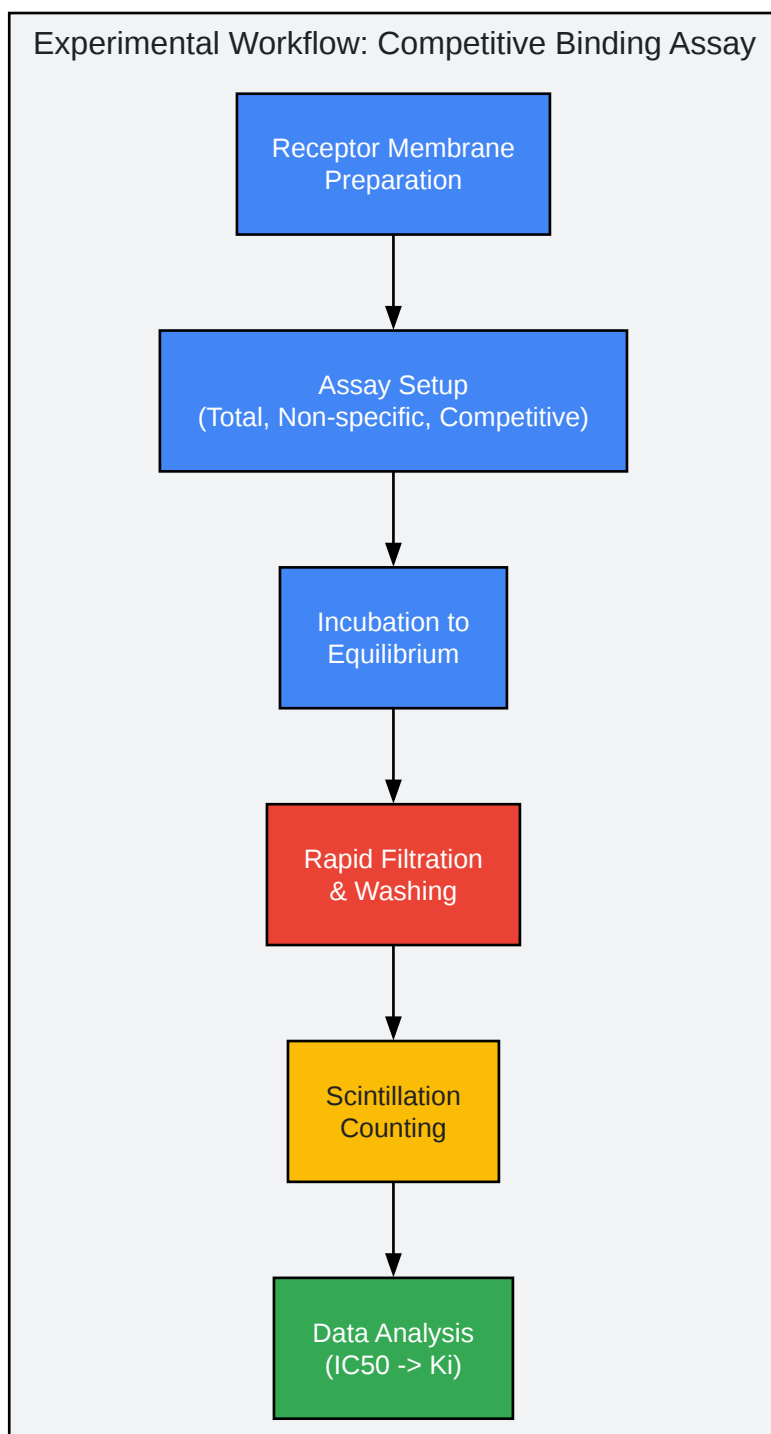 Experimental Workflow: Competitive Binding Assay
Receptor Membrane
Preparation
Assay Setup
(Total, Non-specific, Competitive)
Incubation to
Equilibrium
Rapid Filtration
& Washing
Scintillation
Counting
Data Analysis
(IC50 -> Ki)